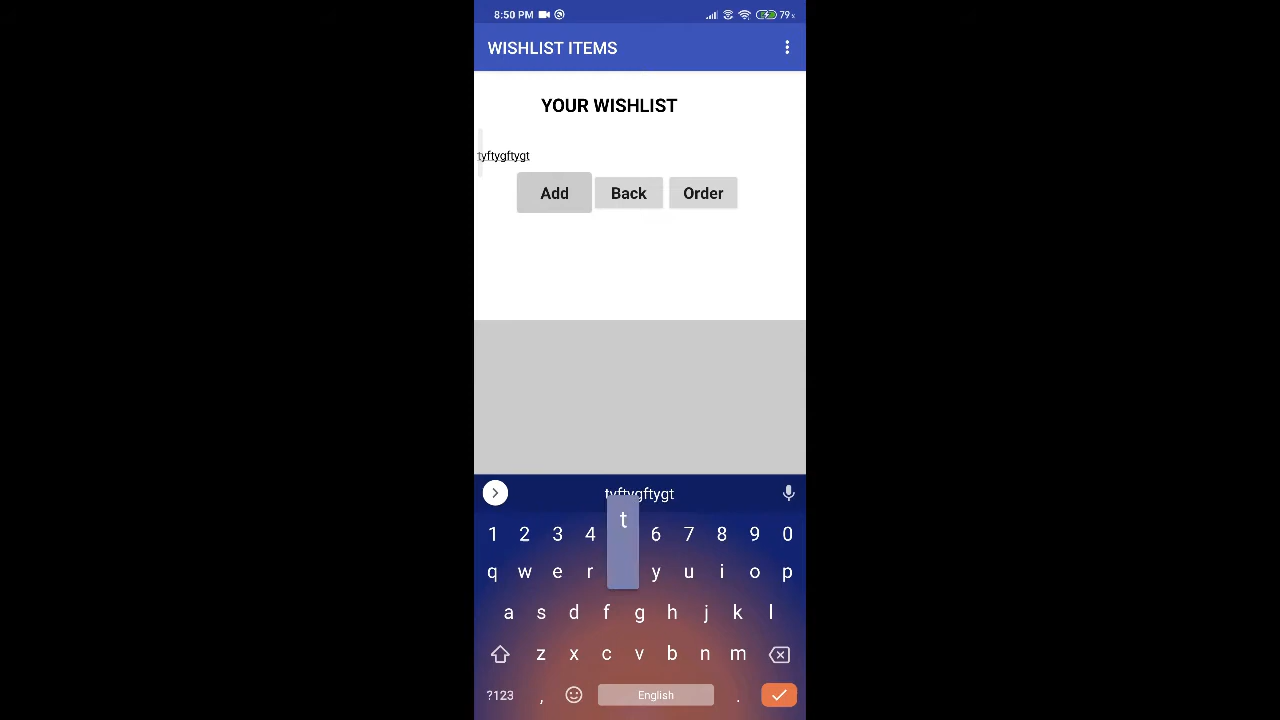 8:50 PM 79%
WISHLIST ITEMS
YOUR WISHLIST
tyftygftygt
Add Back Order
tyftygftygt
t
1 2 3 4 6 7 8 9 0
q w e r y u i o p
a s d f g h j k l
z x c v b n m
?123 , English .